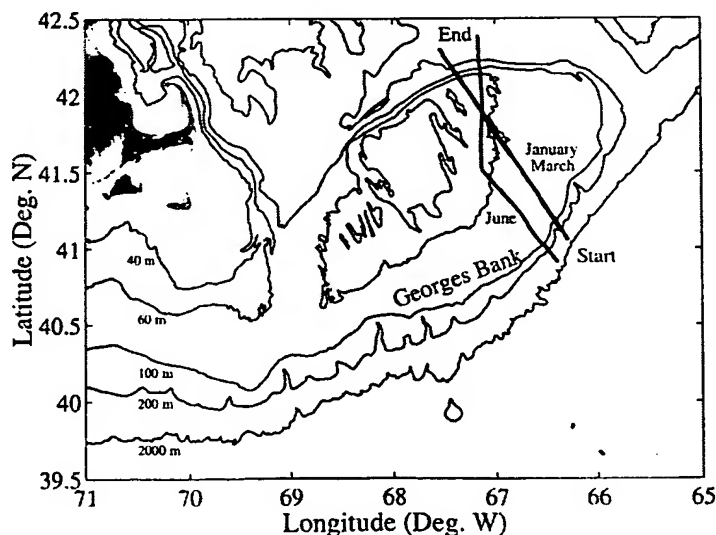 42.5
42
41.5
41
40.5
40
39.5
Latitude (Deg. N)
End
January
March
June
Start
Georges Bank
40 m
60 m
100 m
200 m
2000 m
71
70
69
68
67
66
65
Longitude (Deg. W)